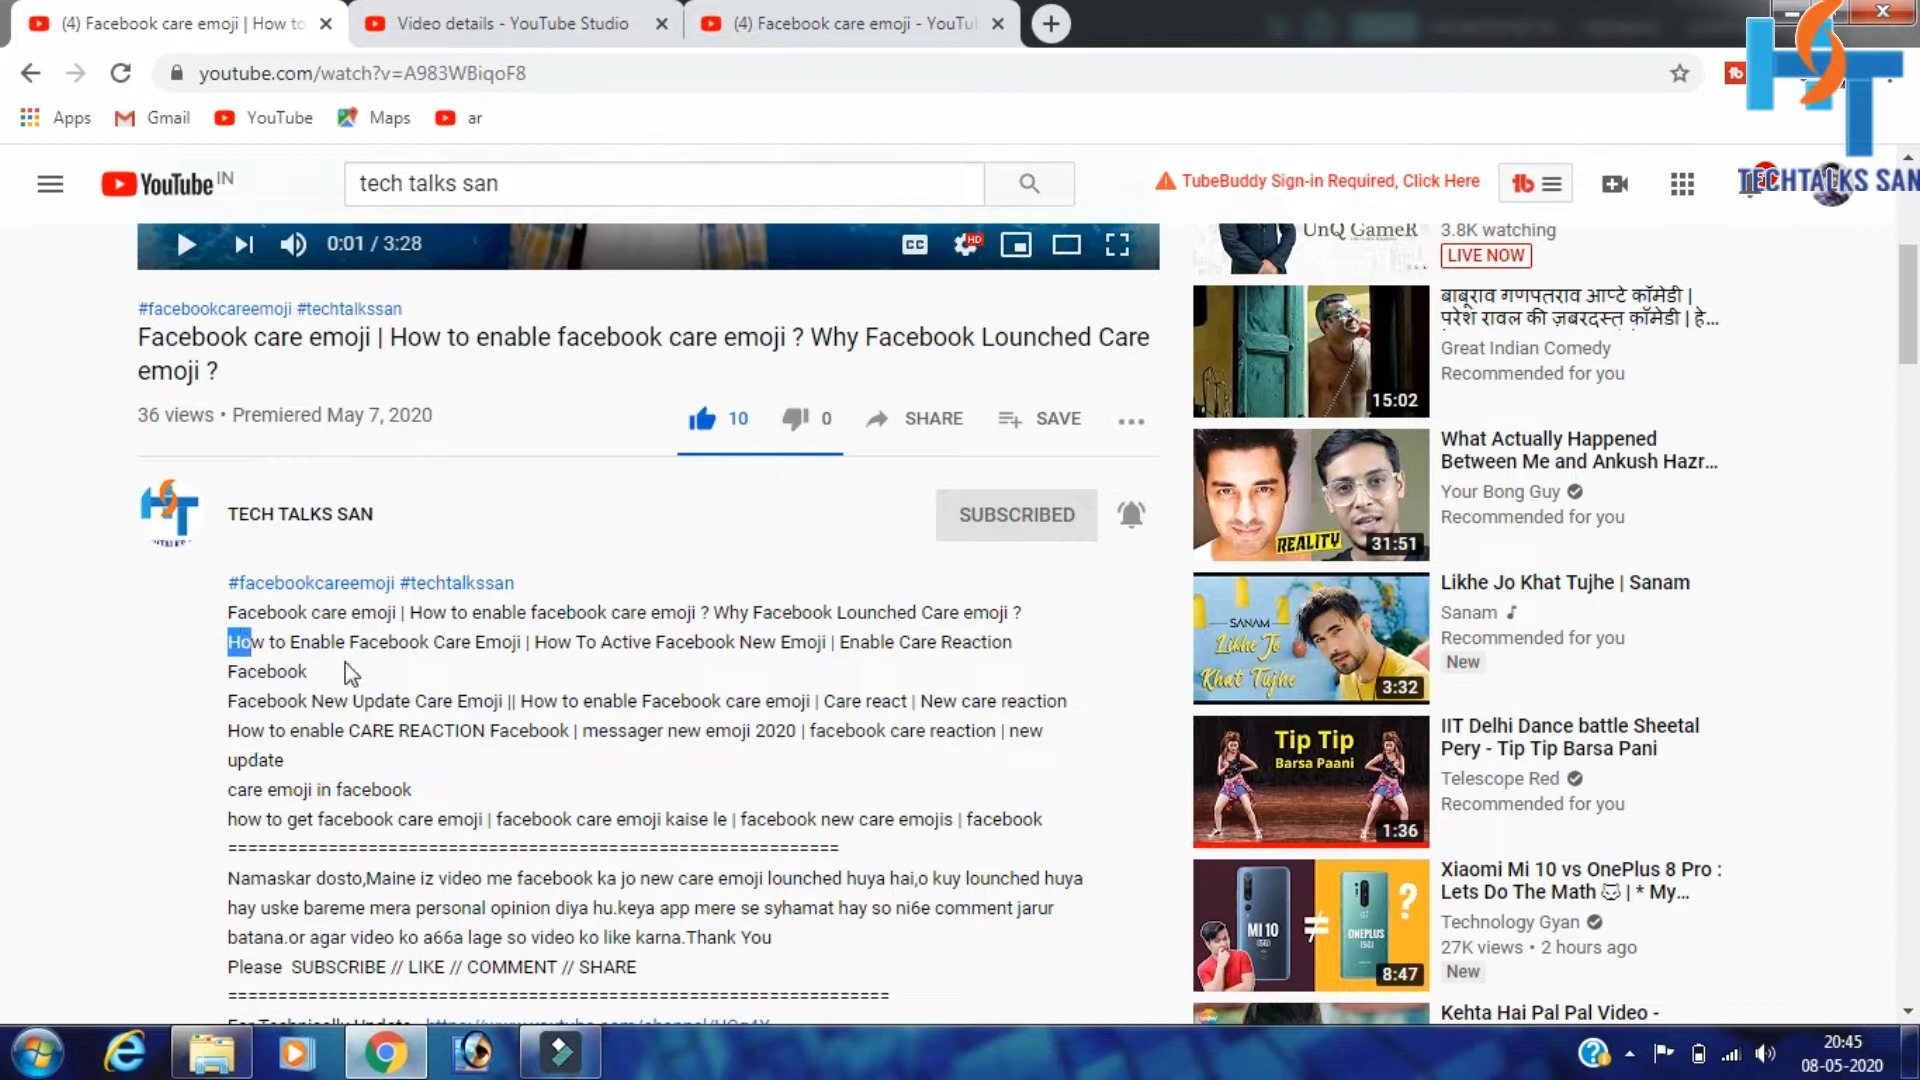 (4) Facebook care emoji | How to
Video details - YouTube Studio
(4) Facebook care emoji - YouTu
youtube.com/watch?v=A983WBiqoF8
Apps
Gmail
YouTube
Maps
ar
YouTube IN
tech talks san
TubeBuddy Sign-in Required, Click Here
TECHTALKS SAN
0:01 / 3:28
CC
HD
#facebookcareemoji #techtalkssan
Facebook care emoji | How to enable facebook care emoji ? Why Facebook Lounched Care
emoji ?
36 views • Premiered May 7, 2020
10
0
SHARE
SAVE
TECH TALKS SAN
SUBSCRIBED
#facebookcareemoji #techtalkssan
Facebook care emoji | How to enable facebook care emoji ? Why Facebook Lounched Care emoji ?
How to Enable Facebook Care Emoji | How To Active Facebook New Emoji | Enable Care Reaction
Facebook
Facebook New Update Care Emoji || How to enable Facebook care emoji | Care react | New care reaction
How to enable CARE REACTION Facebook | messager new emoji 2020 | facebook care reaction | new
update
care emoji in facebook
how to get facebook care emoji | facebook care emoji kaise le | facebook new care emojis | facebook
=============================================================
Namaskar dosto,Maine iz video me facebook ka jo new care emoji lounched huya hai,o kuy lounched huya
hay uske bareme mera personal opinion diya hu.keya app mere se syhamat hay so ni6e comment jarur
batana.or agar video ko a66a lage so video ko like karna.Thank You
Please  SUBSCRIBE // LIKE // COMMENT // SHARE
==================================================================
UnQ GameR
3.8K watching
LIVE NOW
बाबूराव गणपतराव आप्टे कॉमेडी |
परेश रावल की ज़बरदस्त कॉमेडी | हे...
Great Indian Comedy
Recommended for you
15:02
What Actually Happened
Between Me and Ankush Hazr...
Your Bong Guy
Recommended for you
REALITY
31:51
Likhe Jo Khat Tujhe | Sanam
Sanam
Recommended for you
New
SANAM
Likhe Jo
Khat Tujhe
3:32
IIT Delhi Dance battle Sheetal
Pery - Tip Tip Barsa Pani
Telescope Red
Recommended for you
Tip Tip
Barsa Paani
1:36
Xiaomi Mi 10 vs OnePlus 8 Pro :
Lets Do The Math | * My...
Technology Gyan
27K views • 2 hours ago
New
MI 10
(5G)
≠
ONEPLUS
(5G)
?
8:47
Kehta Hai Pal Pal Video -
20:45
08-05-2020